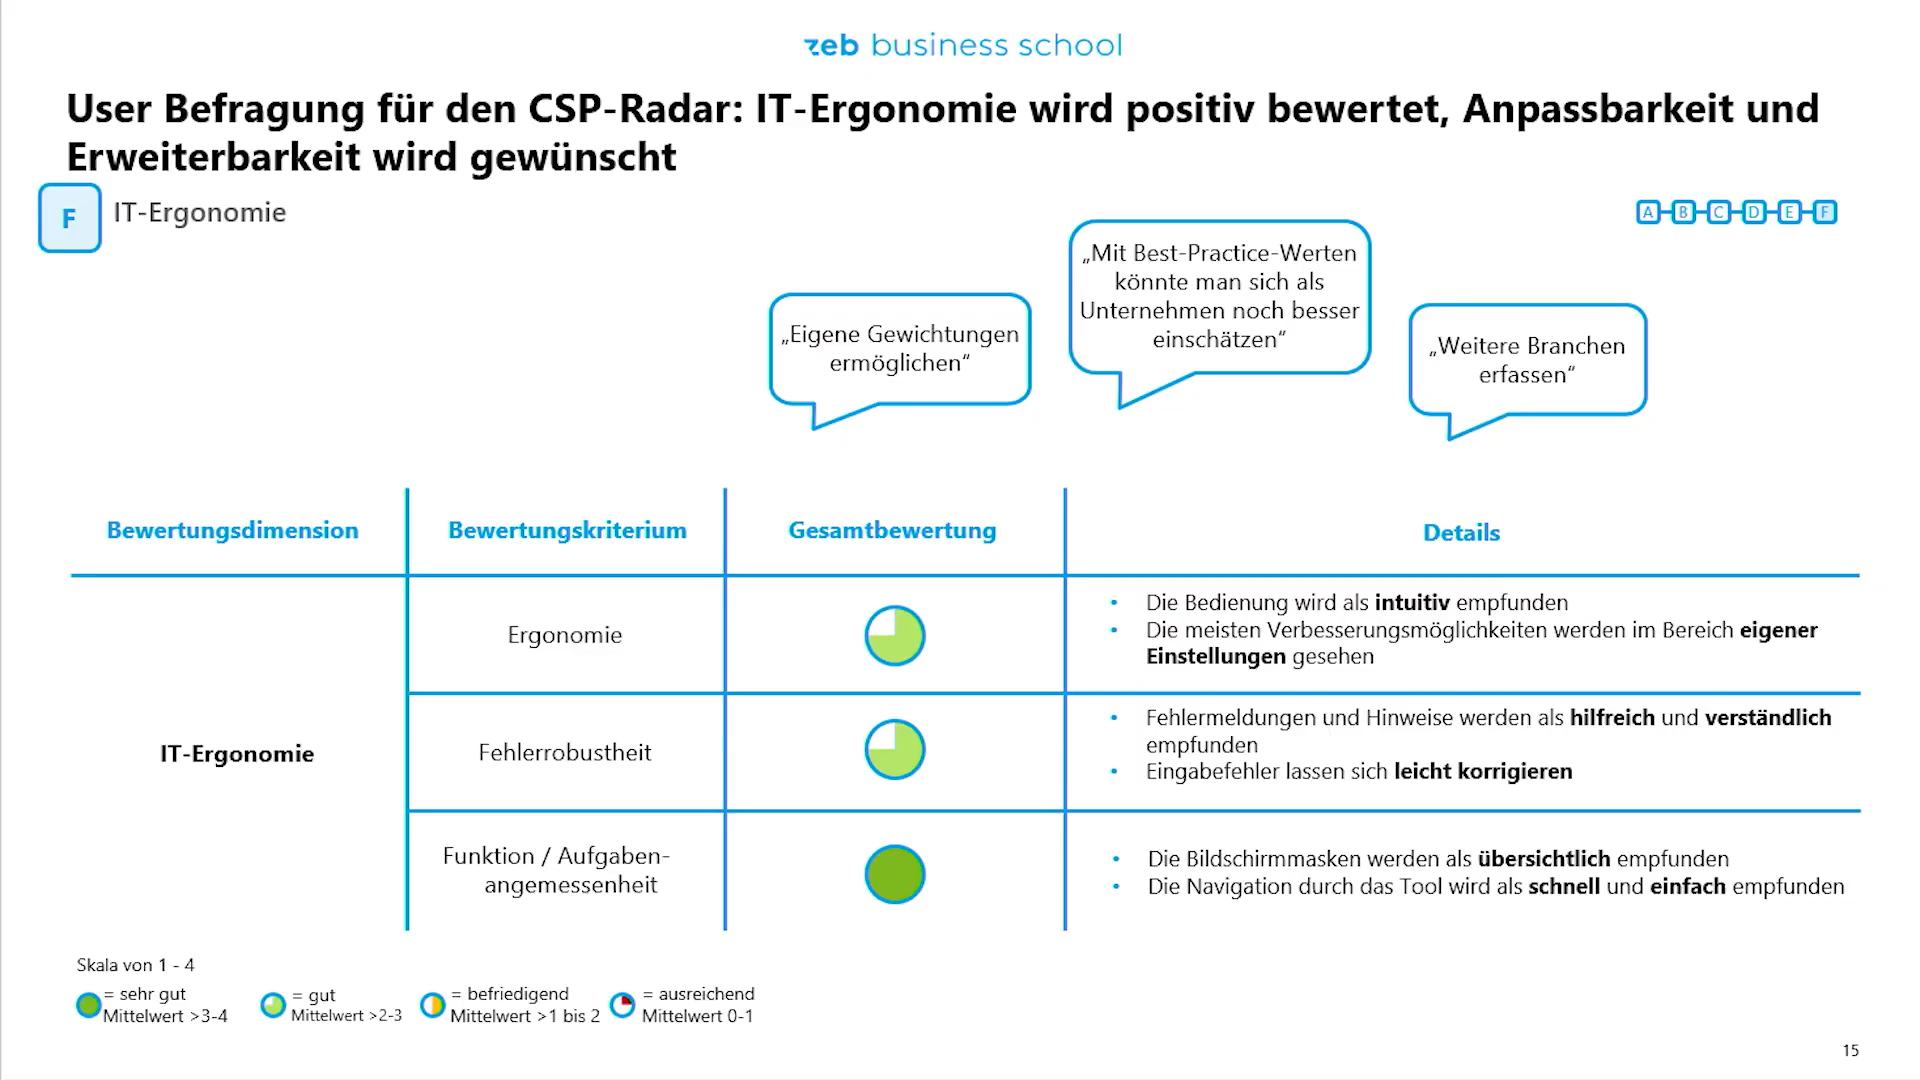 zeb business school
User Befragung für den CSP-Radar: IT-Ergonomie wird positiv bewertet, Anpassbarkeit und
Erweiterbarkeit wird gewünscht
F
IT-Ergonomie
A B C D E F
„Eigene Gewichtungen
ermöglichen“
„Mit Best-Practice-Werten
könnte man sich als
Unternehmen noch besser
einschätzen“
„Weitere Branchen
erfassen“
Bewertungsdimension
Bewertungskriterium
Gesamtbewertung
Details
IT-Ergonomie
Ergonomie
• Die Bedienung wird als intuitiv empfunden
• Die meisten Verbesserungsmöglichkeiten werden im Bereich eigener
Einstellungen gesehen
Fehlerrobustheit
• Fehlermeldungen und Hinweise werden als hilfreich und verständlich
empfunden
• Eingabefehler lassen sich leicht korrigieren
Funktion / Aufgaben-
angemessenheit
• Die Bildschirmmasken werden als übersichtlich empfunden
• Die Navigation durch das Tool wird als schnell und einfach empfunden
Skala von 1 - 4
= sehr gut
Mittelwert >3-4
= gut
Mittelwert >2-3
= befriedigend
Mittelwert >1 bis 2
= ausreichend
Mittelwert 0-1
15